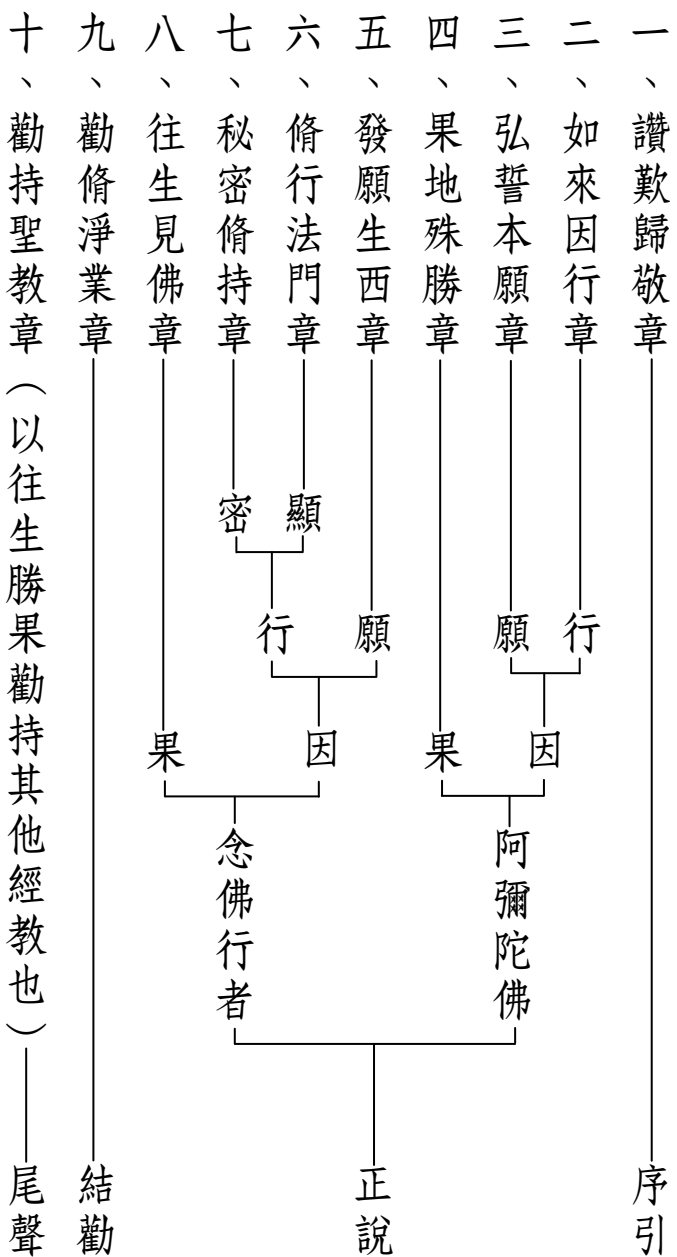 一、讚歎歸敬章
序引
二、如來因行章
三、弘誓本願章
四、果地殊勝章
五、發願生西章
六、脩行法門章
七、秘密脩持章
八、往生見佛章
九、勸脩淨業章
結勸
十、勸持聖教章（以往生勝果勸持其他經教也）
尾聲
行
願
因
果
阿彌陀佛
願
顯
密
行
因
果
念佛行者
正說